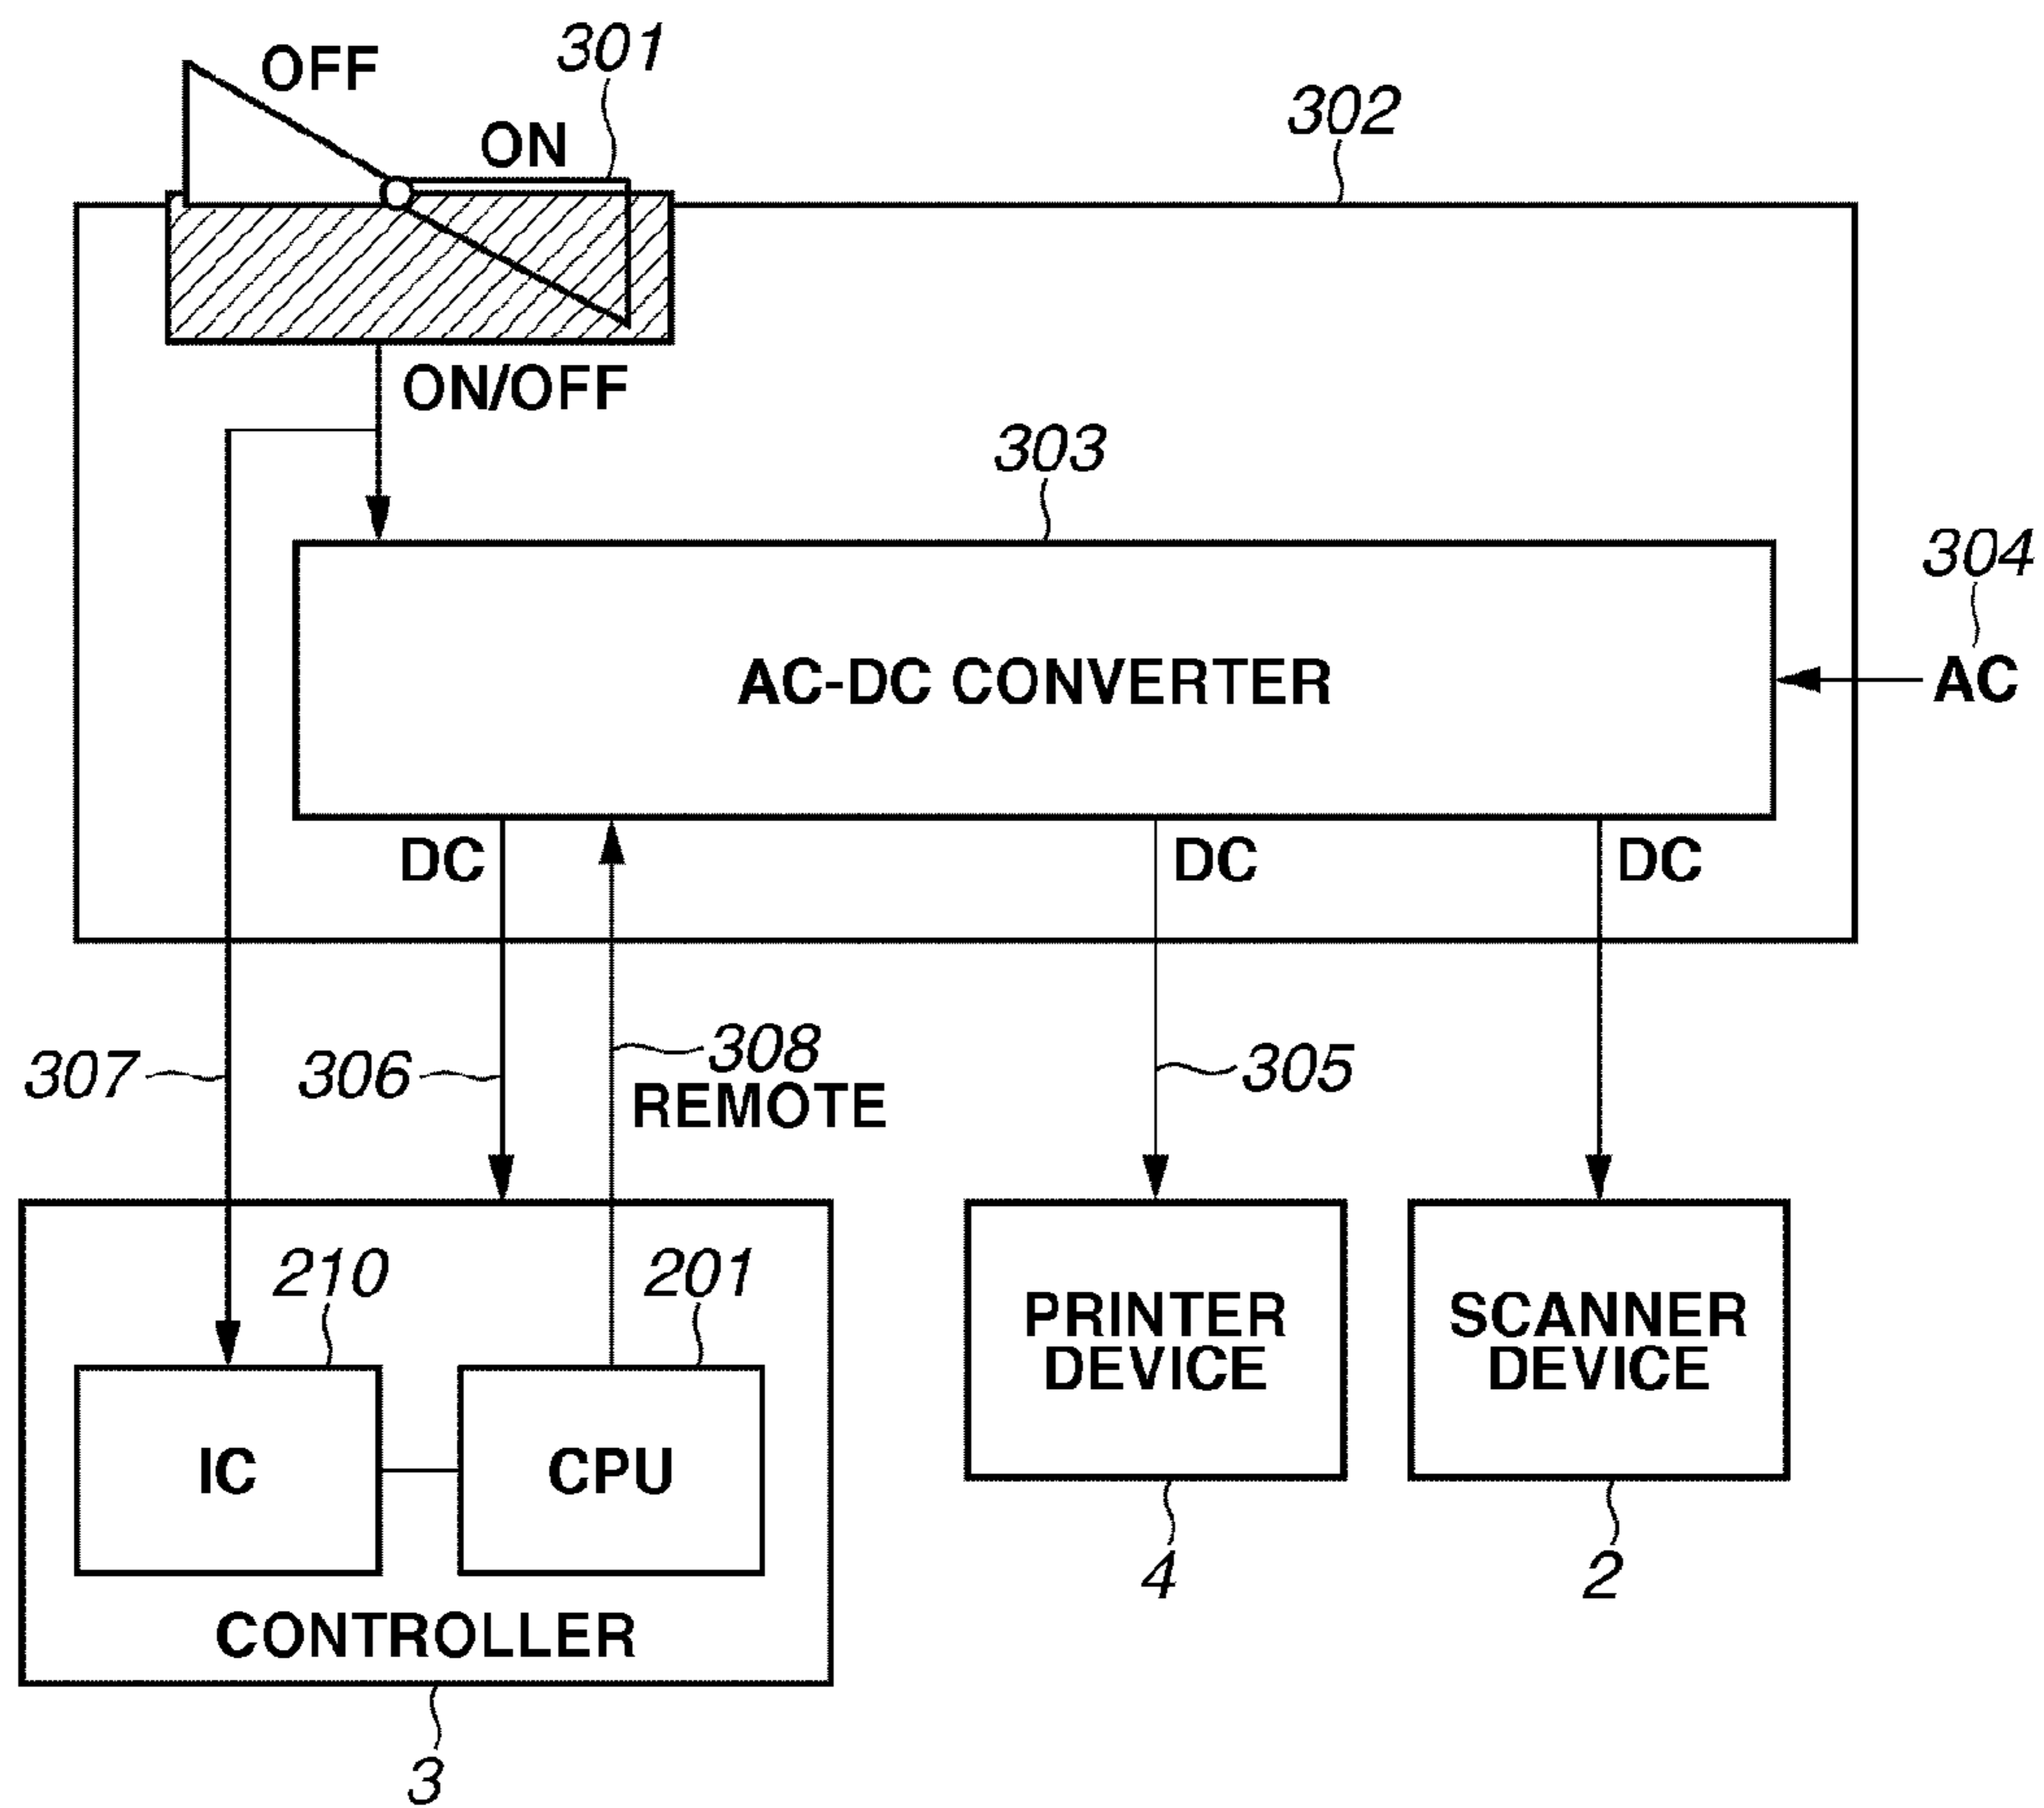 OFF
301
ON
302
ON/OFF
303
304
AC-DC CONVERTER
AC
DC
DC
DC
307
306
308
REMOTE
305
210
201
IC
CPU
CONTROLLER
3
PRINTER
DEVICE
4
SCANNER
DEVICE
2